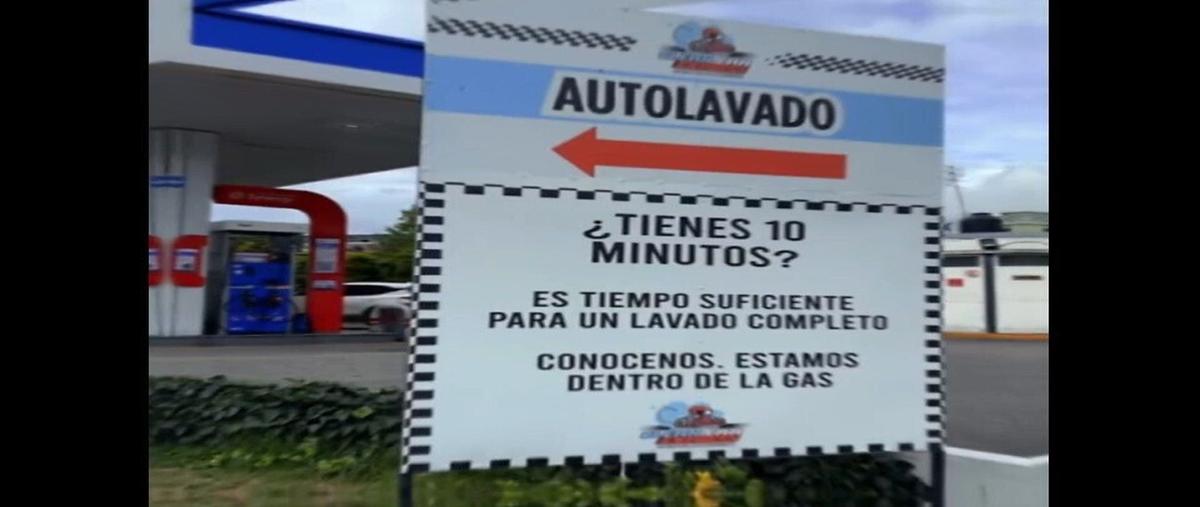 AUTOLAVADO
¿TIENES 10
MINUTOS?
ES TIEMPO SUFICIENTE
PARA UN LAVADO COMPLETO
CONOCENOS. ESTAMOS
DENTRO DE LA GAS